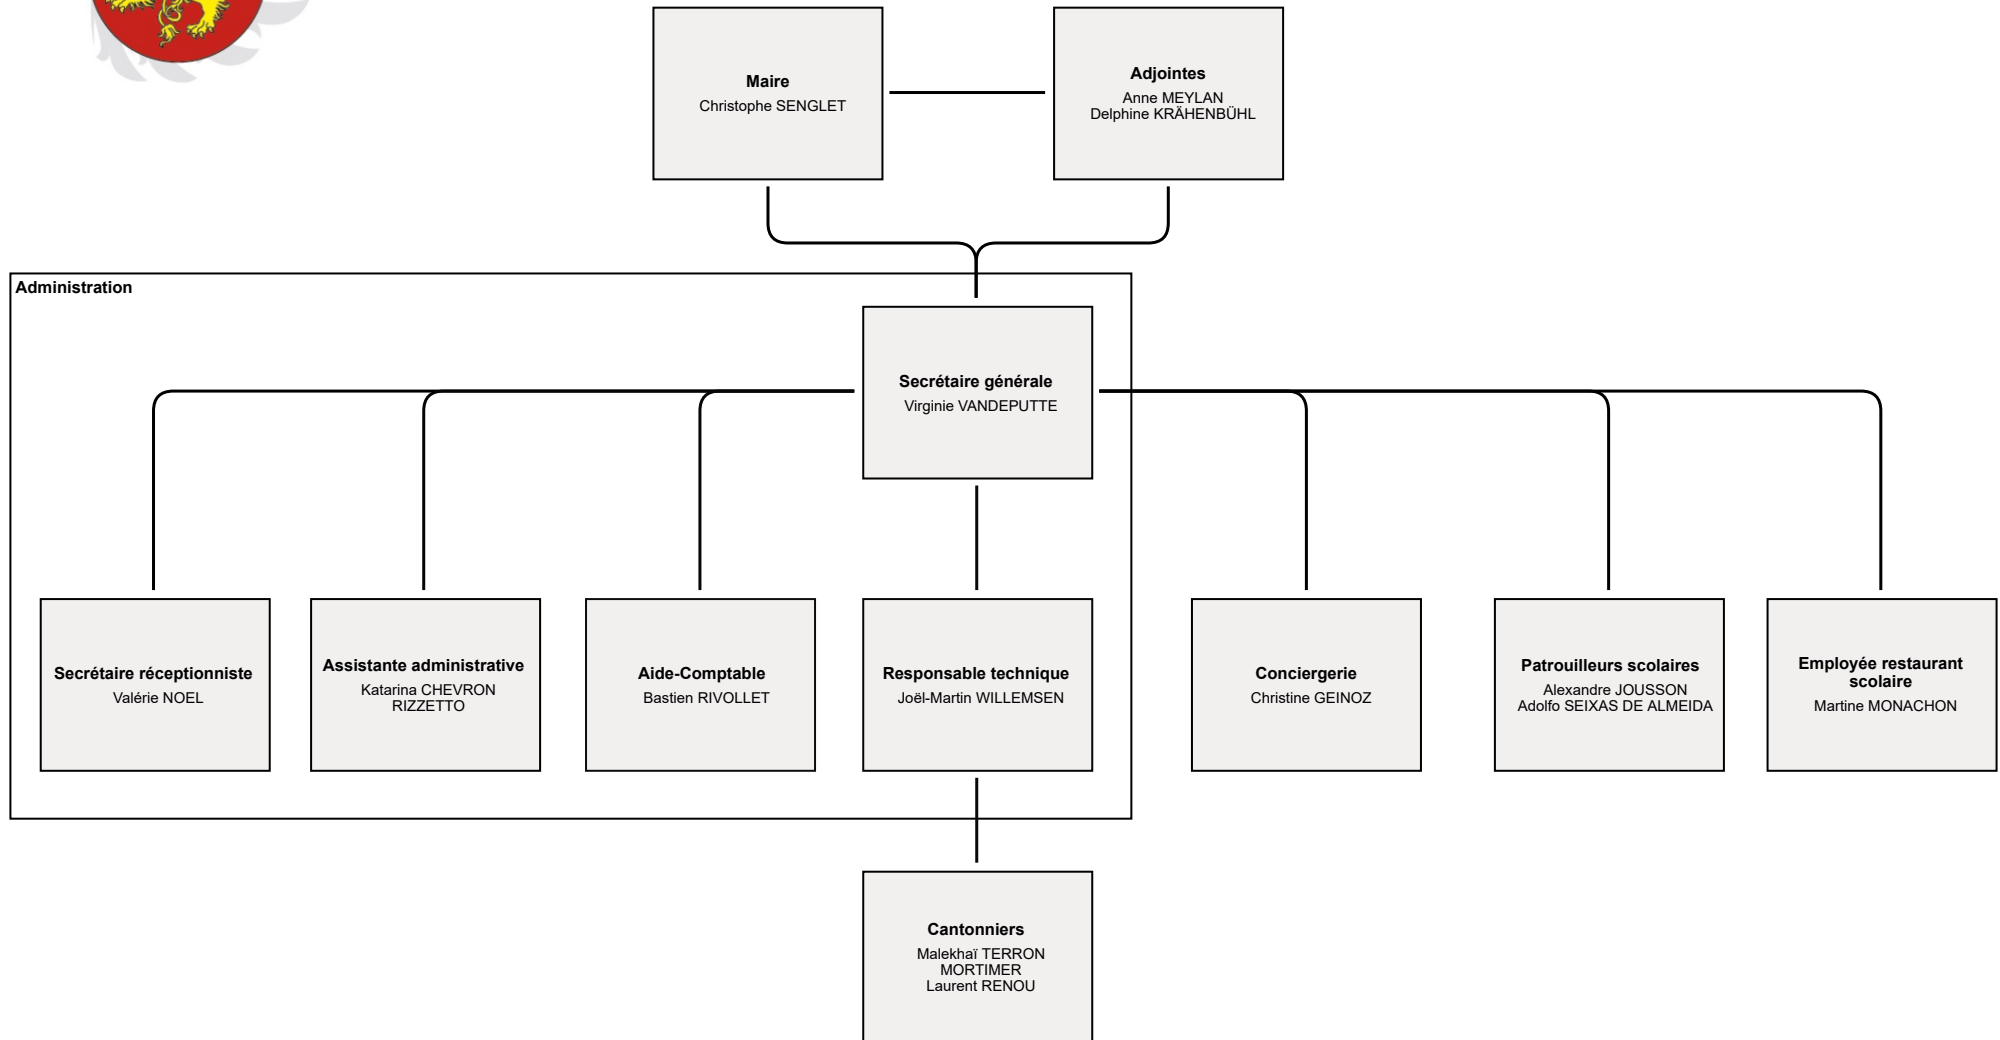 Maire
Christophe SENGLET
Adjointes
Anne MEYLAN
Delphine KRÄHENBÜHL
Administration
Secrétaire générale
Virginie VANDEPUTTE
Secrétaire réceptionniste
Valérie NOEL
Assistante administrative
Katarina CHEVRON
RIZZETTO
Aide-Comptable
Bastien RIVOLLET
Responsable technique
Joël-Martin WILLEMSEN
Conciergerie
Christine GEINOZ
Patrouilleurs scolaires
Alexandre JOUSSON
Adolfo SEIXAS DE ALMEIDA
Employée restaurant
scolaire
Martine MONACHON
Cantonniers
Malekhaï TERRON
MORTIMER
Laurent RENOU